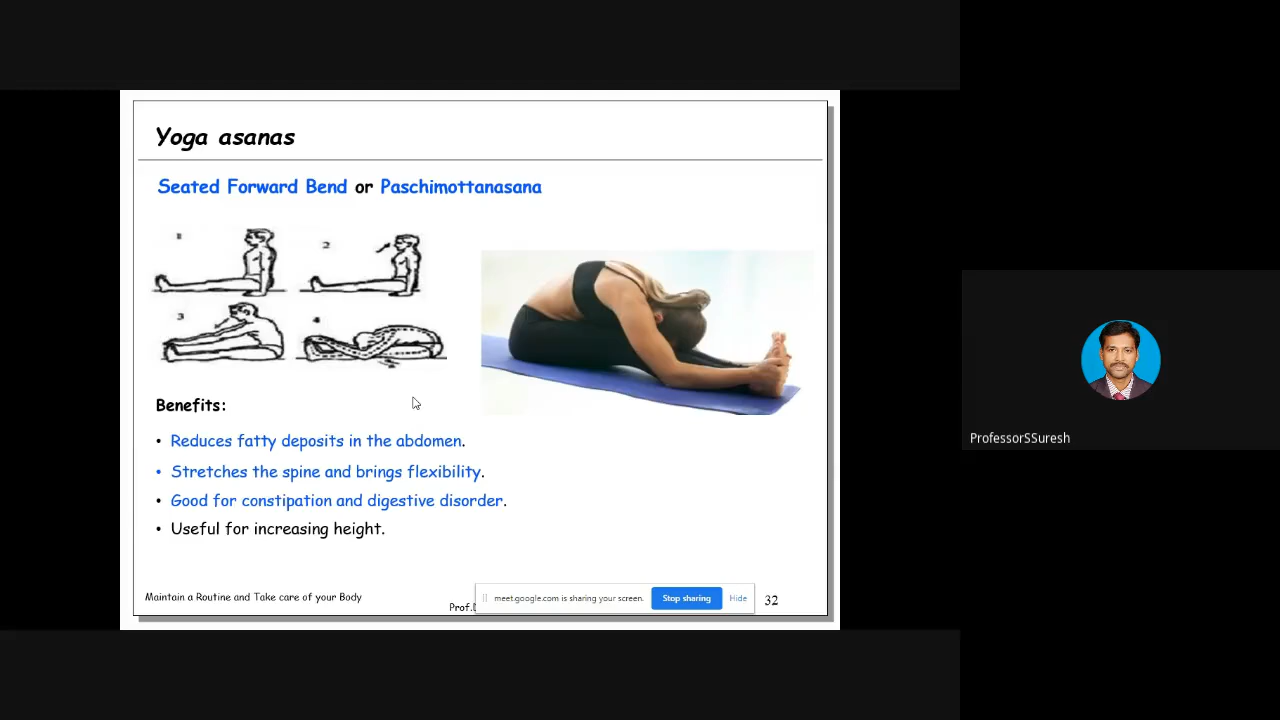 Yoga asanas
Seated Forward Bend or Paschimottanasana
1
2
3
4
Benefits:
• Reduces fatty deposits in the abdomen.
• Stretches the spine and brings flexibility.
• Good for constipation and digestive disorder.
• Useful for increasing height.
Maintain a Routine and Take care of your Body
Prof.
meet.google.com is sharing your screen.
Stop sharing
Hide
32
ProfessorSSuresh